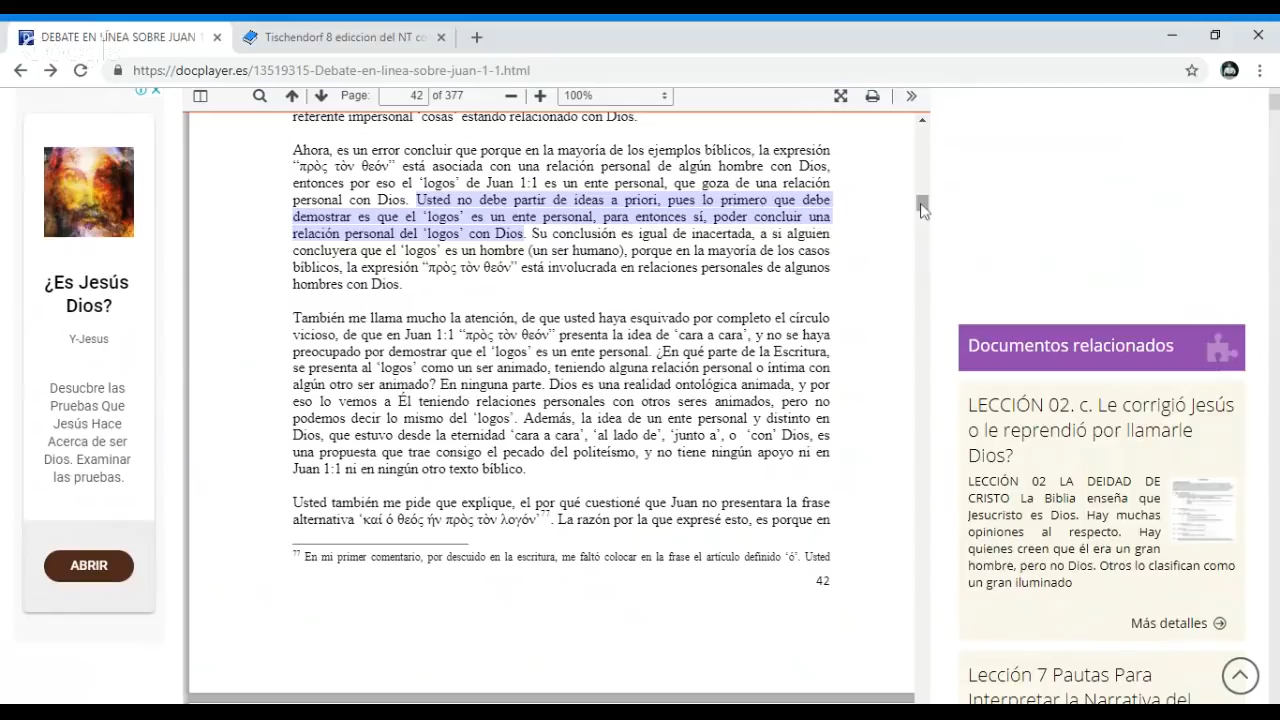 DEBATE EN LÍNEA SOBRE JUAN 1
Tischendorf 8 ediccion del NT co
https://docplayer.es/13519315-Debate-en-linea-sobre-juan-1-1.html
Page: 42 of 377 100%
referente impersonal ‘cosas’ estando relacionado con Dios.
Ahora, es un error concluir que porque en la mayoría de los ejemplos bíblicos, la expresión
“πρὸς τὸν θεόν” está asociada con una relación personal de algún hombre con Dios,
entonces por eso el ‘logos’ de Juan 1:1 es un ente personal, que goza de una relación
personal con Dios. Usted no debe partir de ideas a priori, pues lo primero que debe
demostrar es que el ‘logos’ es un ente personal, para entonces sí, poder concluir una
relación personal del ‘logos’ con Dios. Su conclusión es igual de inacertada, a si alguien
concluyera que el ‘logos’ es un hombre (un ser humano), porque en la mayoría de los casos
bíblicos, la expresión “πρὸς τὸν θεόν” está involucrada en relaciones personales de algunos
hombres con Dios.
También me llama mucho la atención, de que usted haya esquivado por completo el círculo
vicioso, de que en Juan 1:1 “πρὸς τὸν θεόν” presenta la idea de ‘cara a cara’, y no se haya
preocupado por demostrar que el ‘logos’ es un ente personal. ¿En qué parte de la Escritura,
se presenta al ‘logos’ como un ser animado, teniendo alguna relación personal o íntima con
algún otro ser animado? En ninguna parte. Dios es una realidad ontológica animada, y por
eso lo vemos a Él teniendo relaciones personales con otros seres animados, pero no
podemos decir lo mismo del ‘logos’. Además, la idea de un ente personal y distinto en
Dios, que estuvo desde la eternidad ‘cara a cara’, ‘al lado de’, ‘junto a’, o ‘con’ Dios, es
una propuesta que trae consigo el pecado del politeísmo, y no tiene ningún apoyo ni en
Juan 1:1 ni en ningún otro texto bíblico.
Usted también me pide que explique, el por qué cuestioné que Juan no presentara la frase
alternativa ‘καί ό θεός ήν πρὸς τὸν λογόν’77. La razón por la que expresé esto, es porque en
77 En mi primer comentario, por descuido en la escritura, me faltó colocar en la frase el artículo definido ‘ό’. Usted
42
¿Es Jesús
Dios?
Y-Jesus
Desucbre las
Pruebas Que
Jesús Hace
Acerca de ser
Dios. Examinar
las pruebas.
ABRIR
Documentos relacionados
LECCIÓN 02. c. Le corrigió Jesús
o le reprendió por llamarle
Dios?
LECCIÓN 02 LA DEIDAD DE
CRISTO La Biblia enseña que
Jesucristo es Dios. Hay muchas
opiniones al respecto. Hay
quienes creen que él era un gran
hombre, pero no Dios. Otros lo clasifican como
un gran iluminado
Más detalles
Lección 7 Pautas Para
Interpretar la Narrativa del